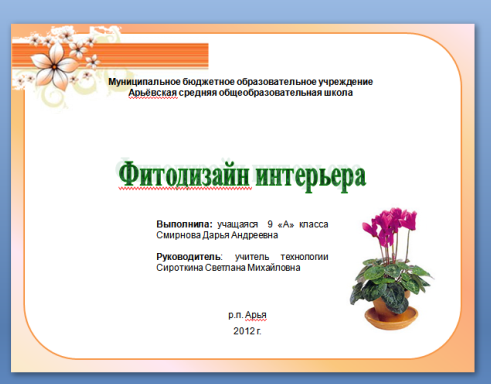 Муниципальное бюджетное образовательное учреждение
Арьёвская средняя общеобразовательная школа
Фитодизайн интерьера
Выполнила: учащаяся 9 «А» класса
Смирнова Дарья Андреевна
Руководитель: учитель технологии
Сироткина Светлана Михайловна
р.п. Арья
2012 г.